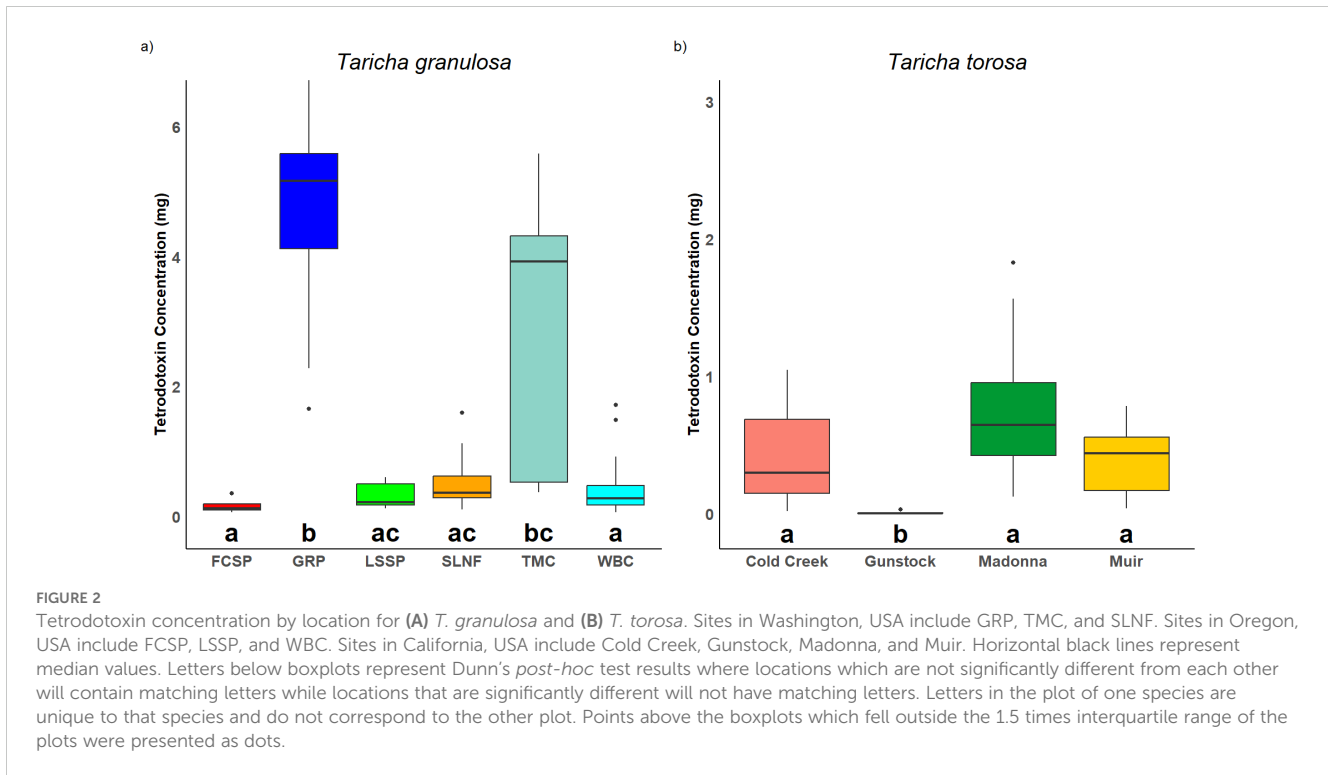 a)
Taricha granulosa
Tetrodotoxin Concentration (mg)
6
4
2
0
a
b
ac
ac
bc
a
FCSP
GRP
LSSP
SLNF
TMC
WBC
b)
Taricha torosa
Tetrodotoxin Concentration (mg)
3
2
1
0
a
b
a
a
Cold Creek
Gunstock
Madonna
Muir
FIGURE 2
Tetrodotoxin concentration by location for (A) T. granulosa and (B) T. torosa. Sites in Washington, USA include GRP, TMC, and SLNF. Sites in Oregon,
USA include FCSP, LSSP, and WBC. Sites in California, USA include Cold Creek, Gunstock, Madonna, and Muir. Horizontal black lines represent
median values. Letters below boxplots represent Dunn's post-hoc test results where locations which are not significantly different from each other
will contain matching letters while locations that are significantly different will not have matching letters. Letters in the plot of one species are
unique to that species and do not correspond to the other plot. Points above the boxplots which fell outside the 1.5 times interquartile range of the
plots were presented as dots.